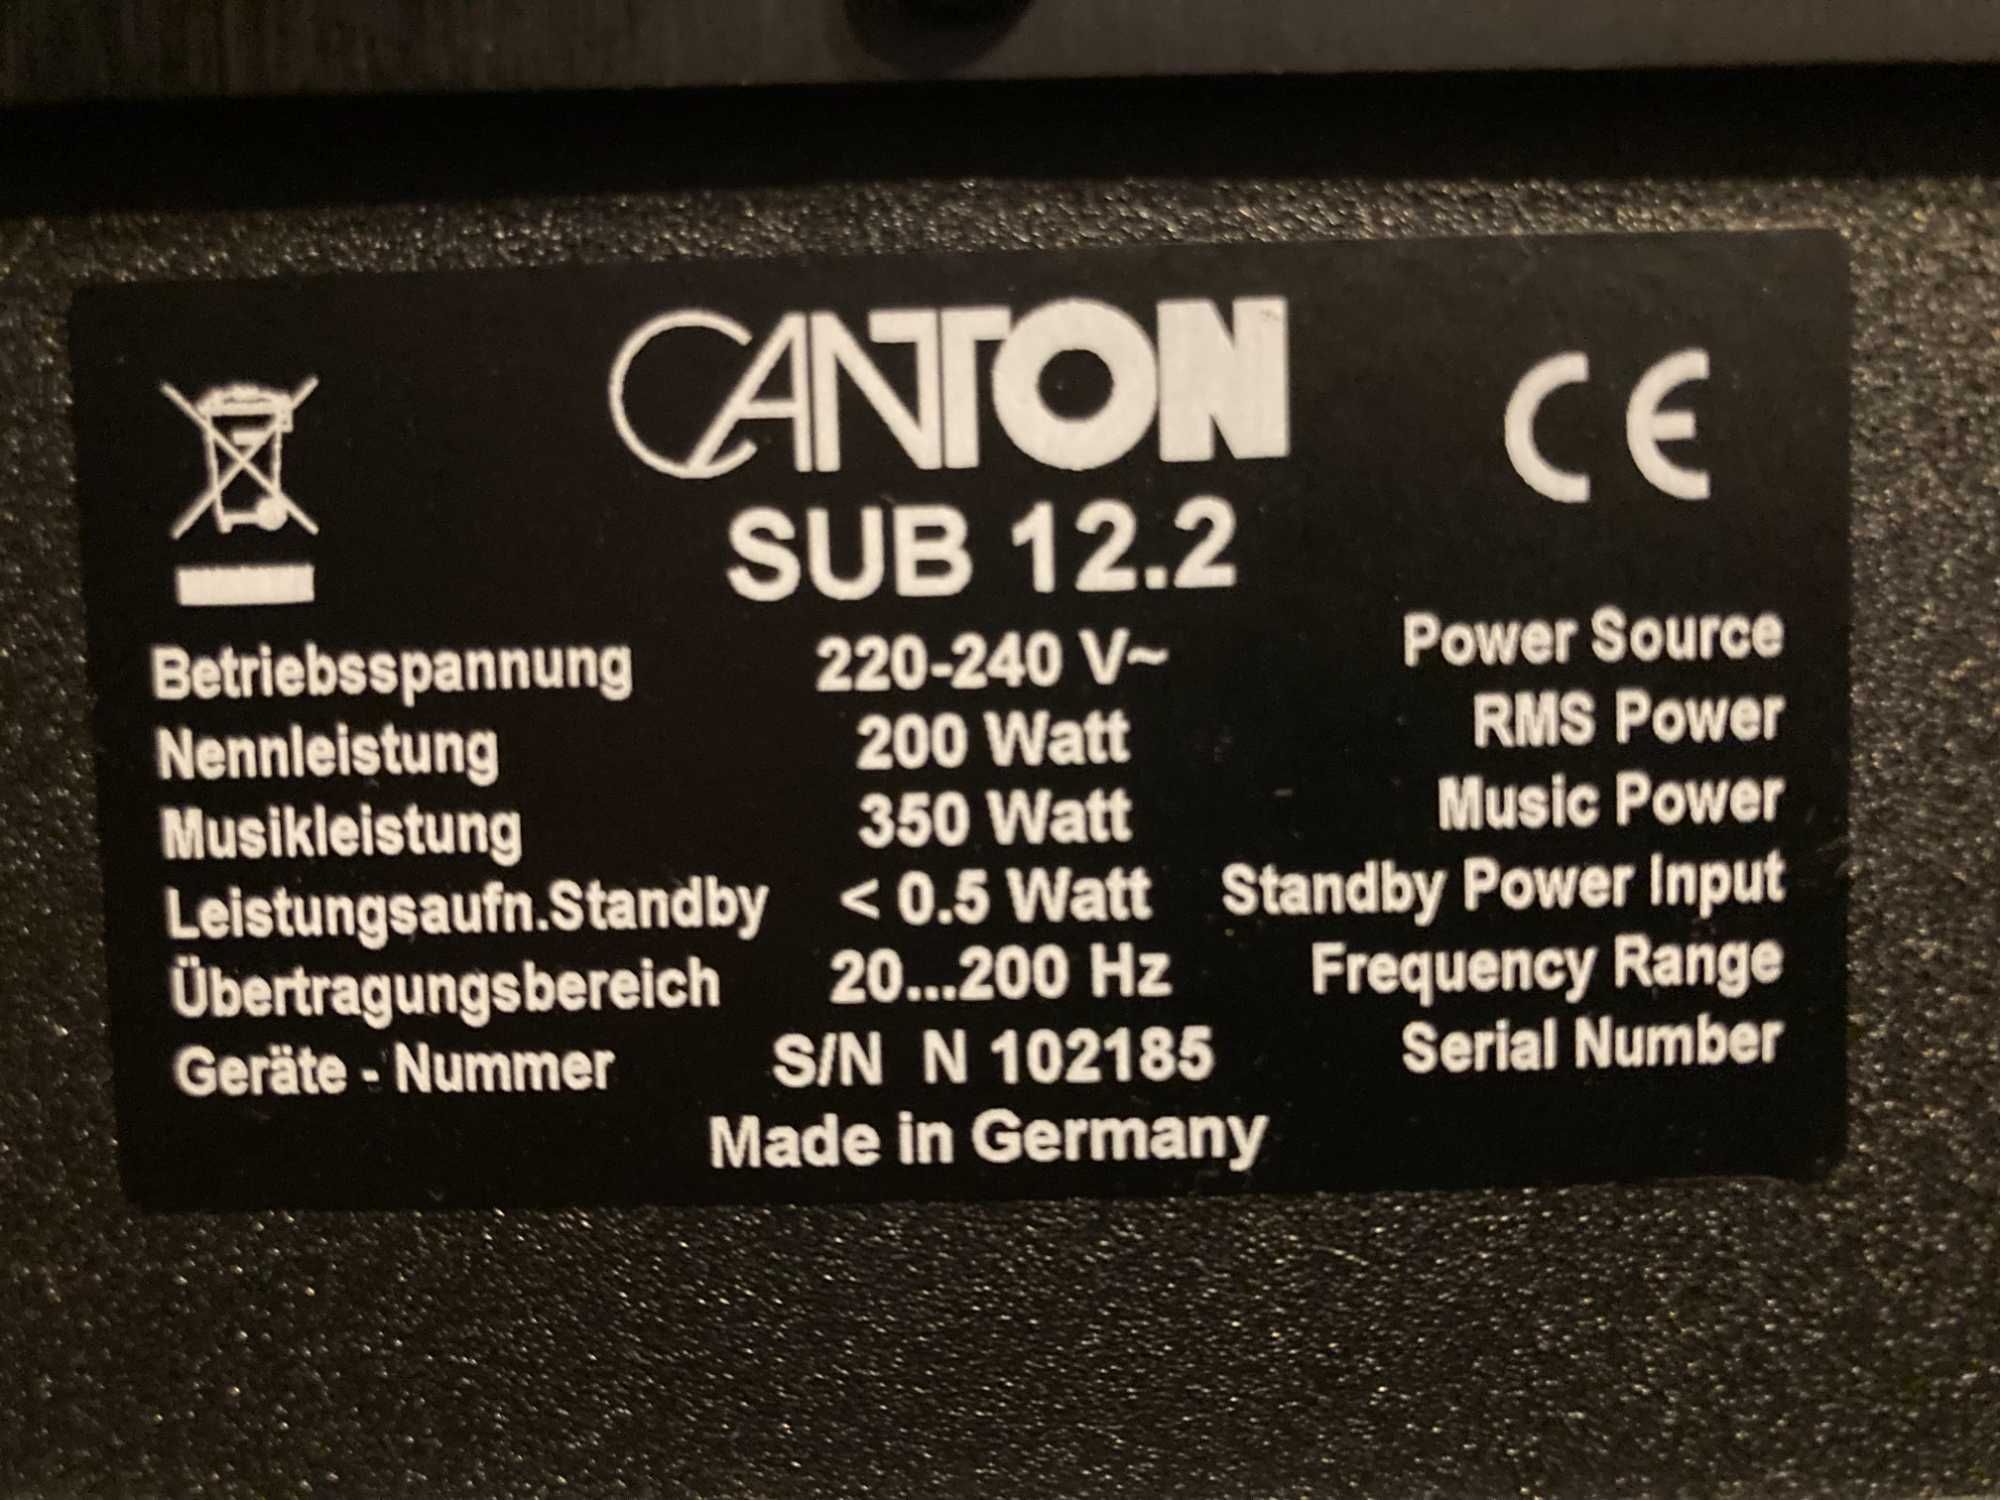 CANTON
CE
SUB 12.2
Betriebsspannung 220-240 V~ Power Source
Nennleistung 200 Watt RMS Power
Musikleistung 350 Watt Music Power
Leistungsaufn.Standby < 0.5 Watt Standby Power Input
Übertragungsbereich 20...200 Hz Frequency Range
Geräte - Nummer S/N N 102185 Serial Number
Made in Germany